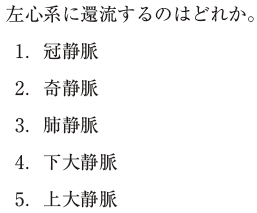 左心系に還流するのはどれか。
1. 冠静脈
2. 奇静脈
3. 肺静脈
4. 下大静脈
5. 上大静脈